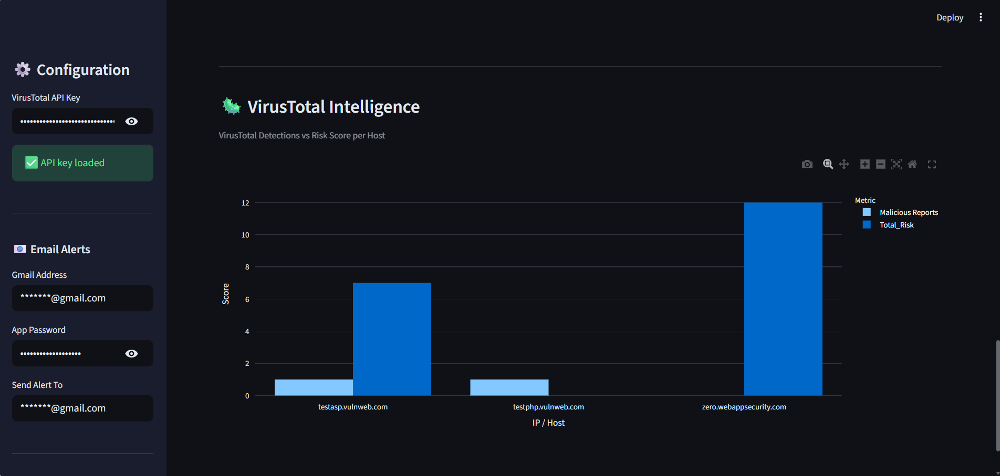 Deploy
Configuration
VirusTotal API Key
••••••••••••••••••••••••••••••
API key loaded
Email Alerts
Gmail Address
*******@gmail.com
App Password
•••••••••••••••••••
Send Alert To
*******@gmail.com
VirusTotal Intelligence
VirusTotal Detections vs Risk Score per Host
Metric
Malicious Reports
Total_Risk
Score
12
10
8
6
4
2
0
testasp.vulnweb.com
testphp.vulnweb.com
zero.webappsecurity.com
IP / Host